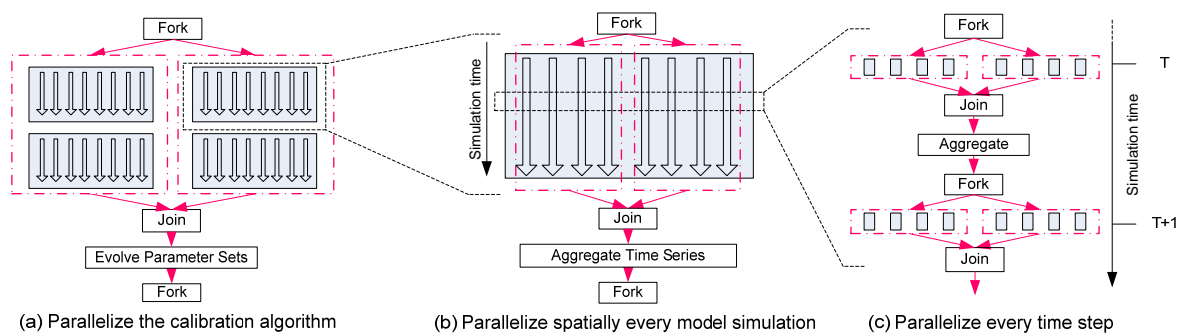 Fork
Join
Evolve Parameter Sets
Fork
(a) Parallelize the calibration algorithm
Fork
Simulation time
Join
Aggregate Time Series
Fork
(b) Parallelize spatially every model simulation
Fork
T
Join
Aggregate
Simulation time
Fork
T+1
Join
(c) Parallelize every time step